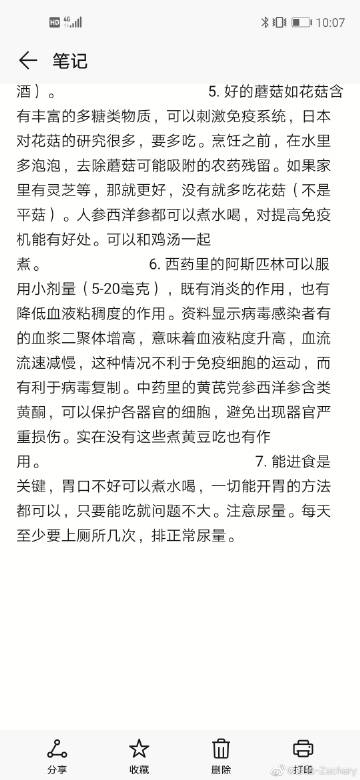 HD 4G 10:07
笔记
酒）。 5. 好的蘑菇如花菇含
有丰富的多糖类物质，可以刺激免疫系统，日本
对花菇的研究很多，要多吃。烹饪之前，在水里
多泡泡，去除蘑菇可能吸附的农药残留。如果家
里有灵芝等，那就更好，没有就多吃花菇（不是
平菇）。人参西洋参都可以煮水喝，对提高免疫
机能有好处。可以和鸡汤一起
煮。 6. 西药里的阿斯匹林可以服
用小剂量（5-20毫克），既有消炎的作用，也有
降低血液粘稠度的作用。资料显示病毒感染者有
的血浆二聚体增高，意味着血液粘度升高，血流
流速减慢，这种情况不利于免疫细胞的运动，而
有利于病毒复制。中药里的黄芪党参西洋参含类
黄酮，可以保护各器官的细胞，避免出现器官严
重损伤。实在没有这些煮黄豆吃也有作
用。 7. 能进食是
关键，胃口不好可以煮水喝，一切能开胃的方法
都可以，只要能吃就问题不大。注意尿量。每天
至少要上厕所几次，排正常尿量。
分享 收藏 删除 打印